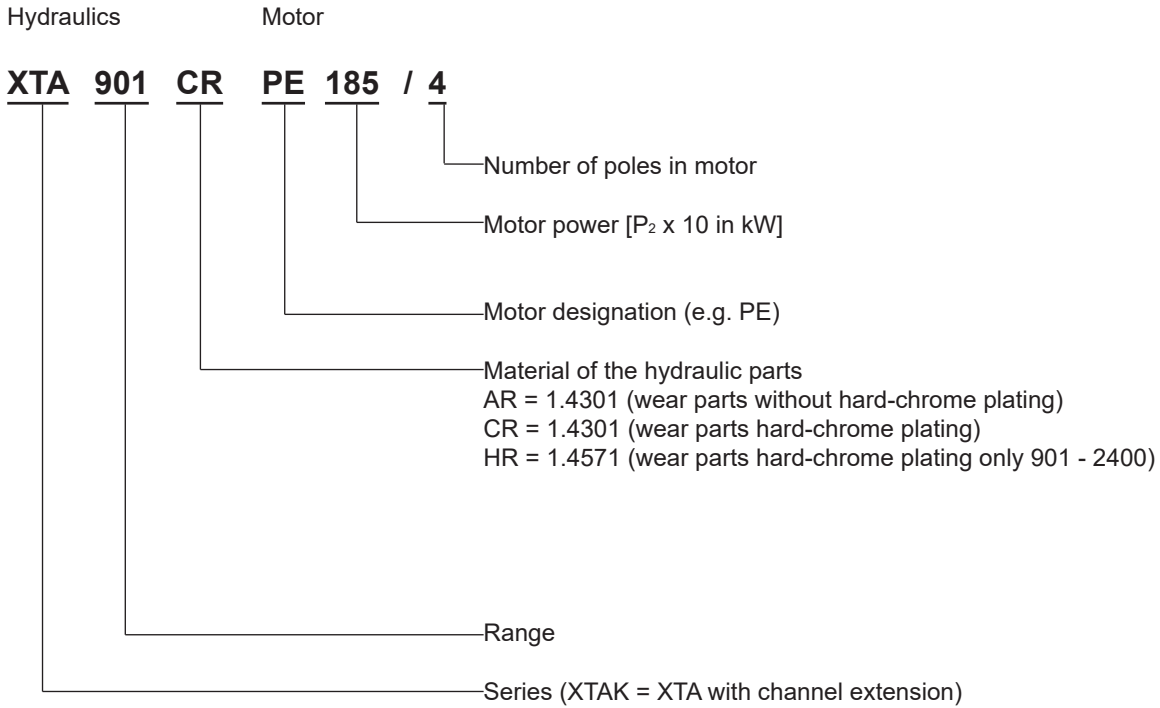 Hydraulics Motor
XTA 901 CR PE 185 / 4
Number of poles in motor
Motor power [P₂ x 10 in kW]
Motor designation (e.g. PE)
Material of the hydraulic parts
AR = 1.4301 (wear parts without hard-chrome plating)
CR = 1.4301 (wear parts hard-chrome plating)
HR = 1.4571 (wear parts hard-chrome plating only 901 - 2400)
Range
Series (XTAK = XTA with channel extension)